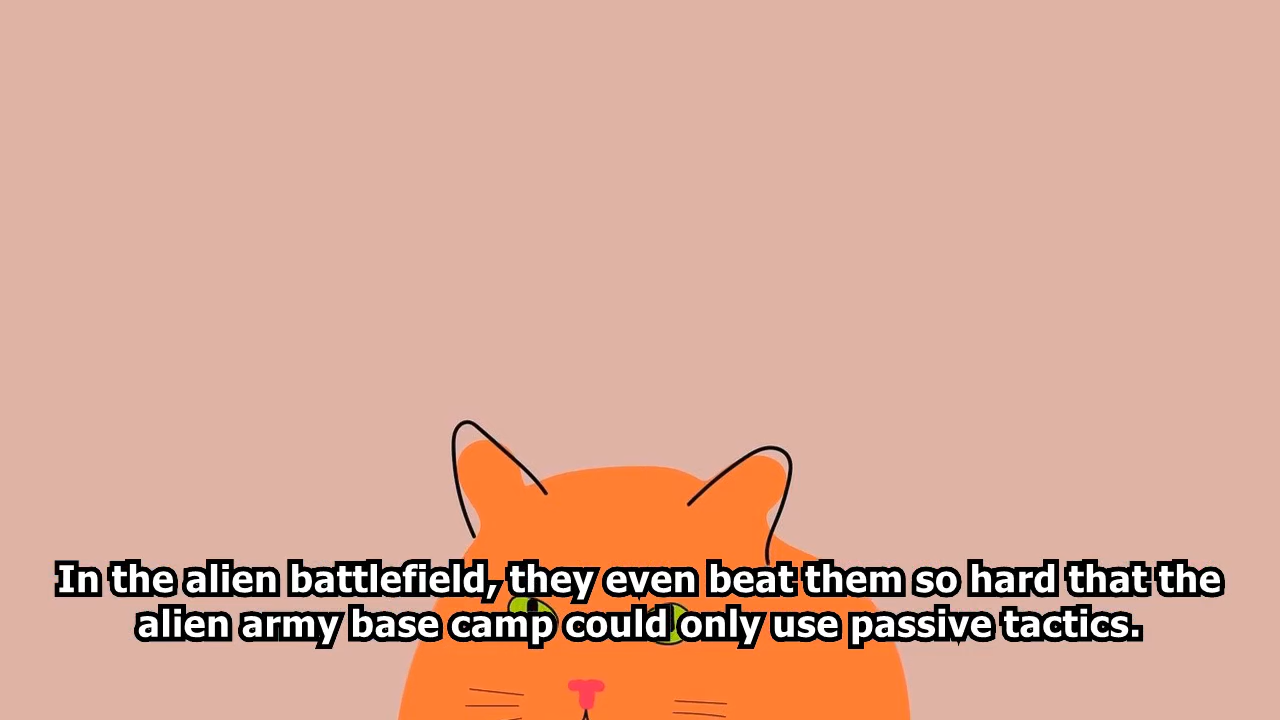 In the alien battlefield, they even beat them so hard that the
alien army base camp could only use passive tactics.